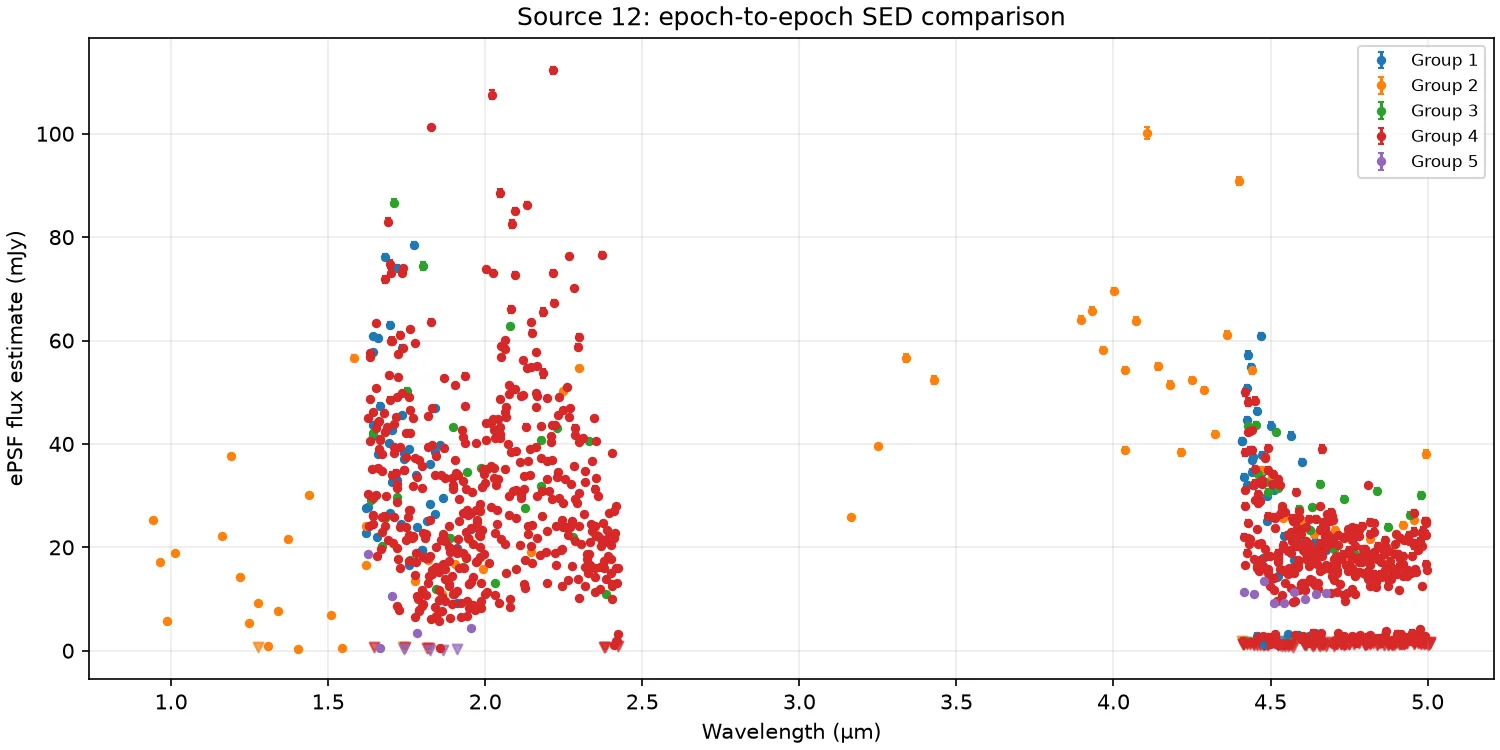 Source 12: epoch-to-epoch SED comparison
ePSF flux estimate (mJy)
100
80
60
40
20
0
Group 1
Group 2
Group 3
Group 4
Group 5
1.0 1.5 2.0 2.5 3.0 3.5 4.0 4.5 5.0
Wavelength (μm)